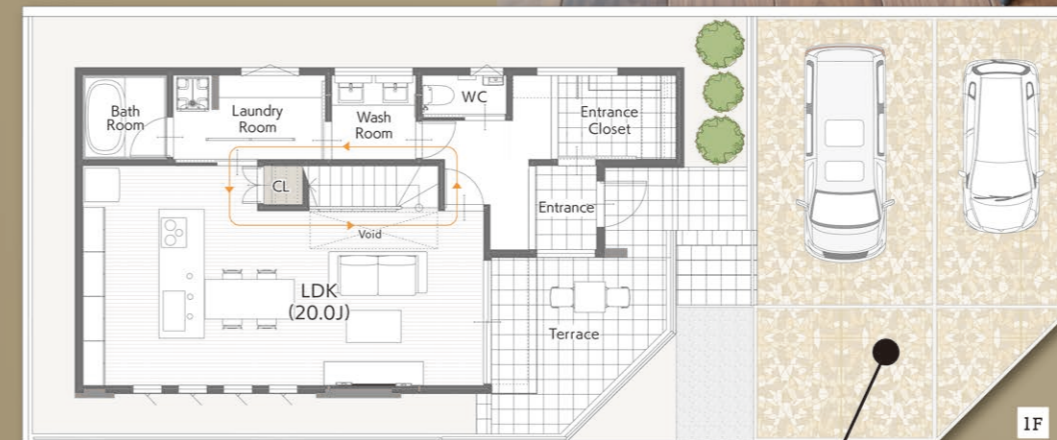 Bath
Room
Laundry
Room
Wash
Room
WC
Entrance
Closet
CL
Entrance
Void
LDK
(20.0J)
Terrace
1F